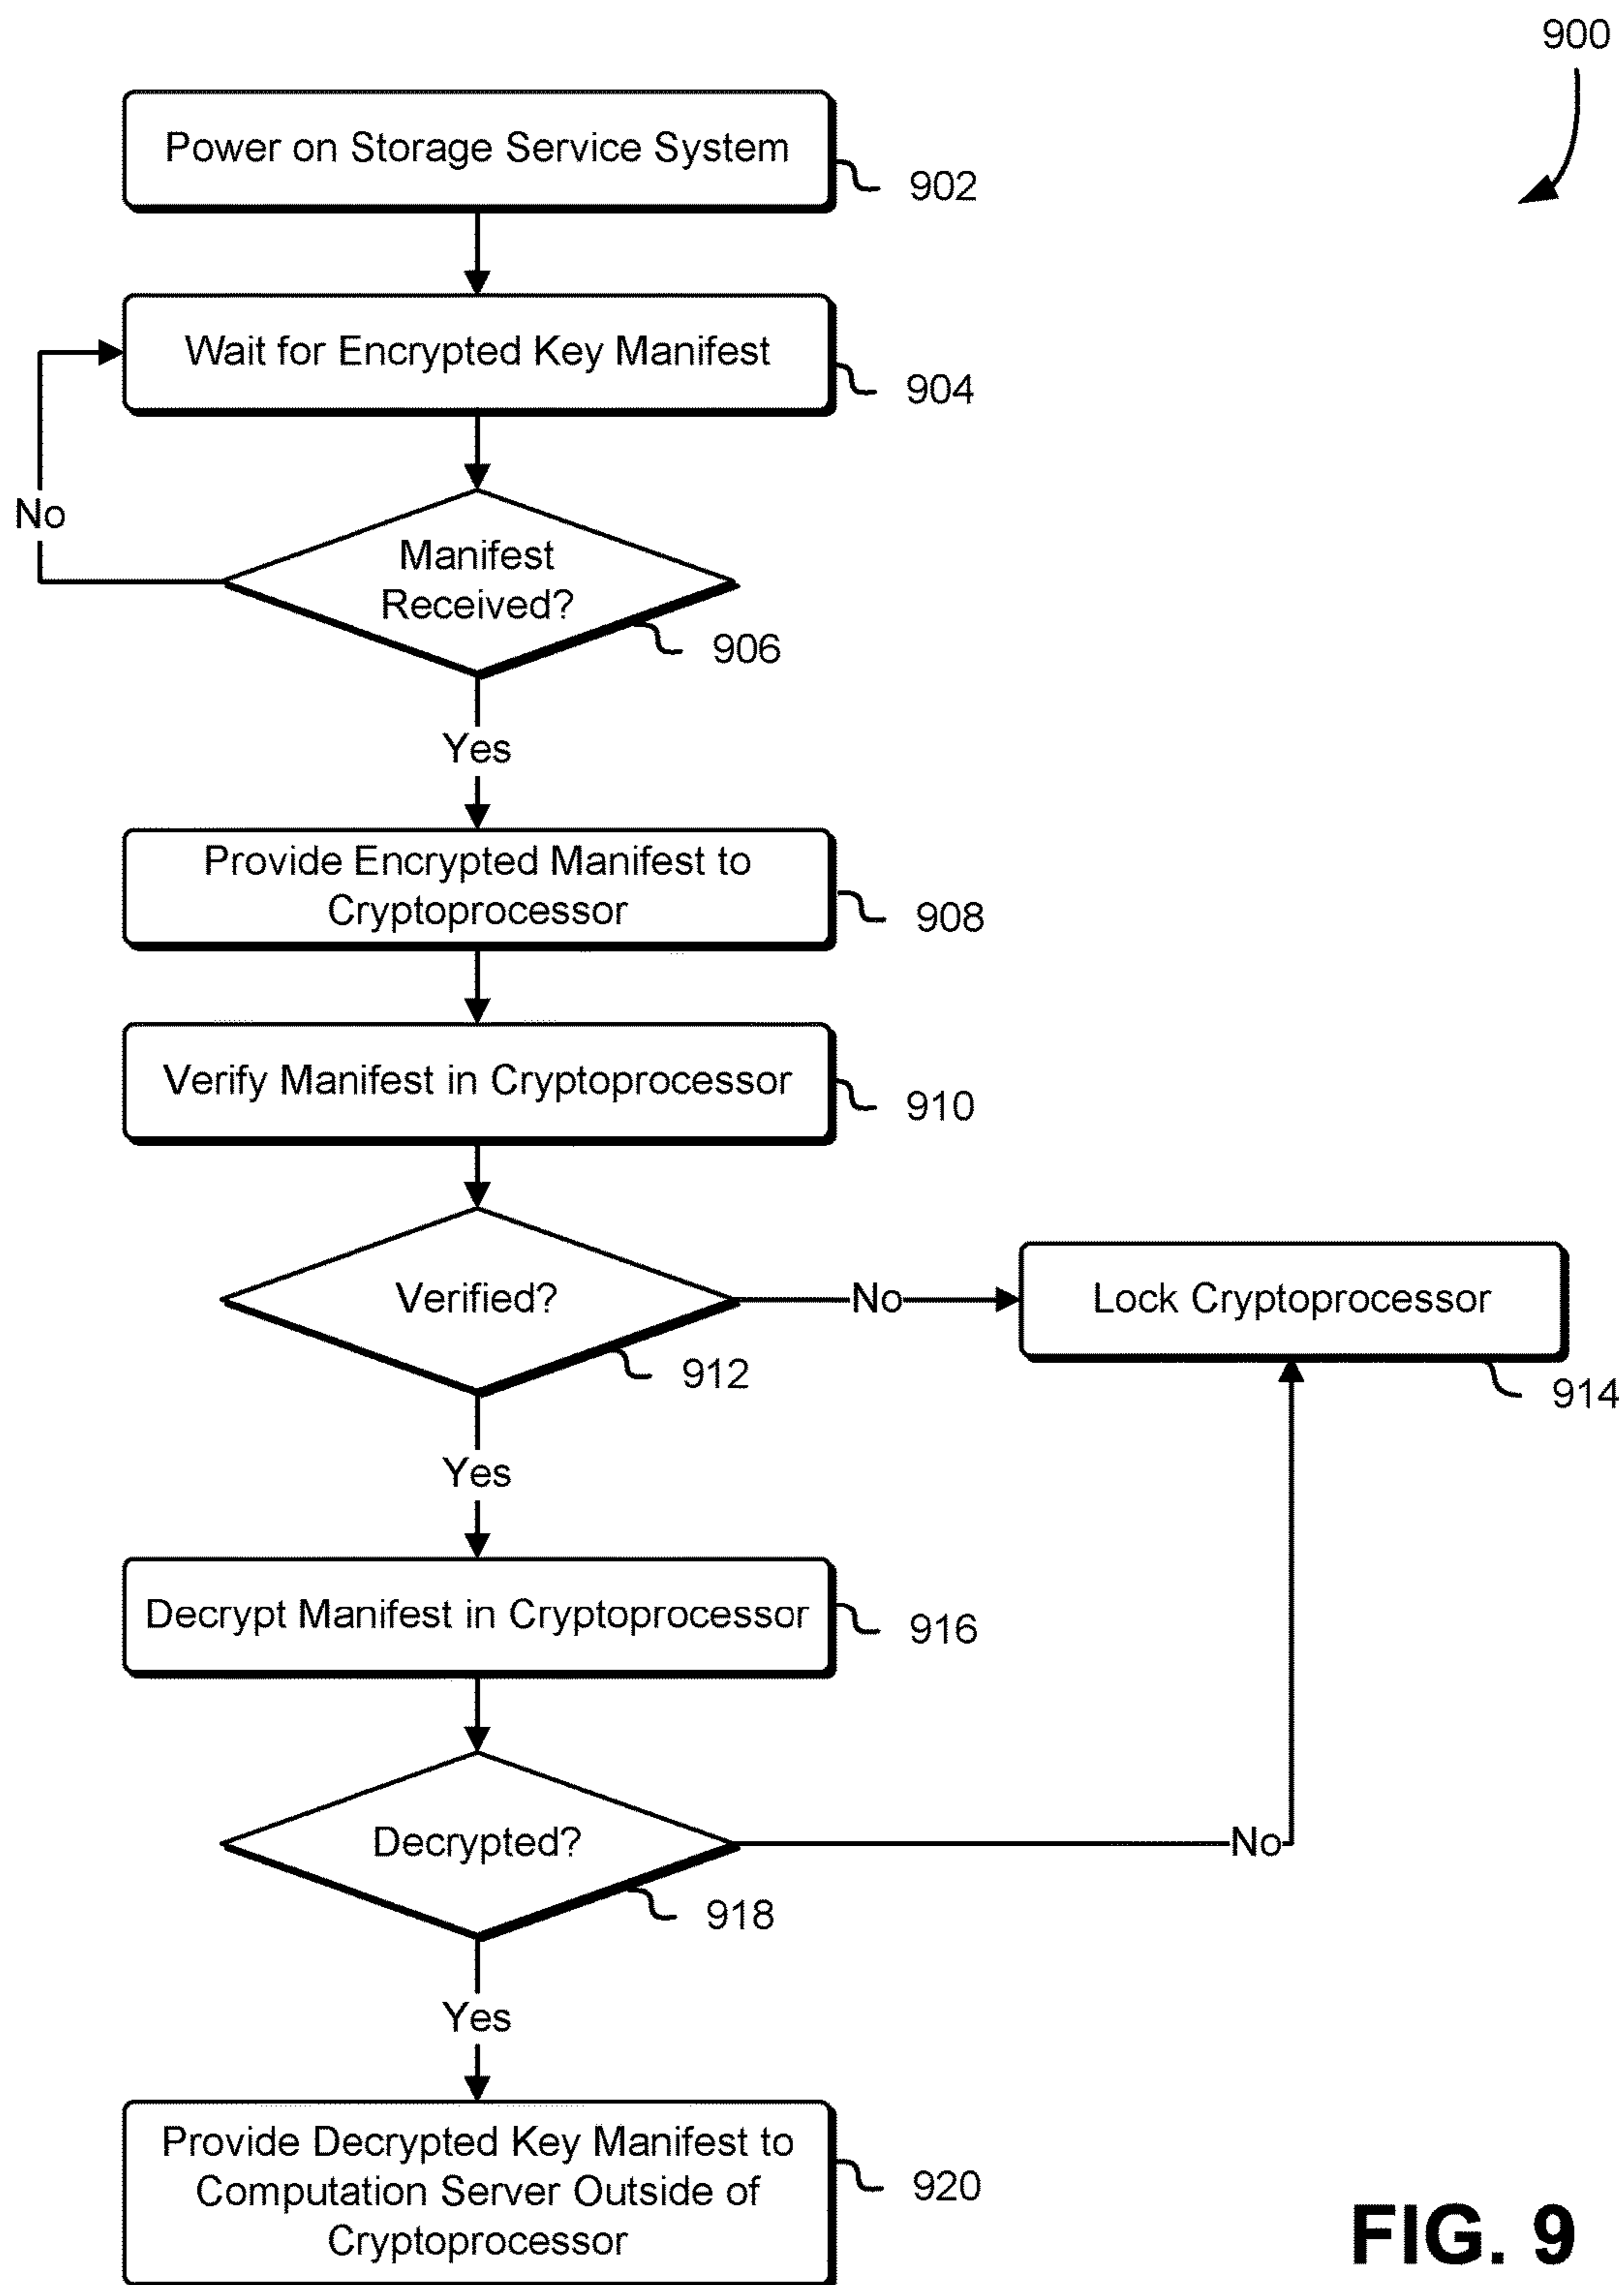 900
Power on Storage Service System
902
Wait for Encrypted Key Manifest
904
No
Manifest
Received?
906
Yes
Provide Encrypted Manifest to
Cryptoprocessor
908
Verify Manifest in Cryptoprocessor
910
Verified?
No
Lock Cryptoprocessor
912
914
Yes
Decrypt Manifest in Cryptoprocessor
916
Decrypted?
No
918
Yes
Provide Decrypted Key Manifest to
Computation Server Outside of
Cryptoprocessor
920
FIG. 9